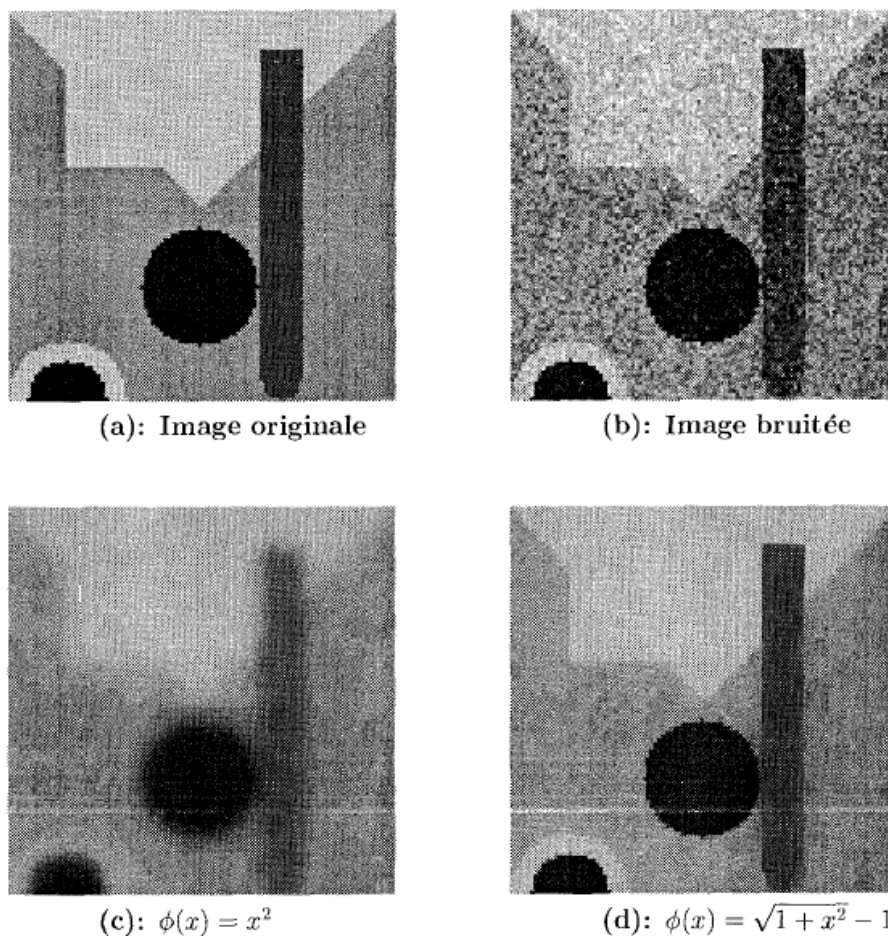 (a): Image originale
(b): Image bruitée
(c): ϕ(x) = x²
(d): ϕ(x) = √1 + x² − 1